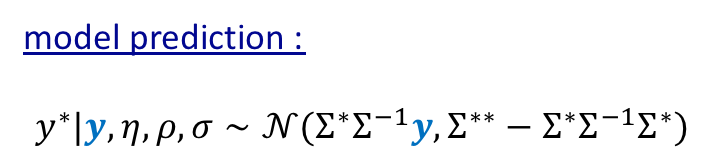 model prediction :
y*|y, η, ρ, σ ~ 𝒩(Σ*Σ⁻¹y, Σ** − Σ*Σ⁻¹Σ*)